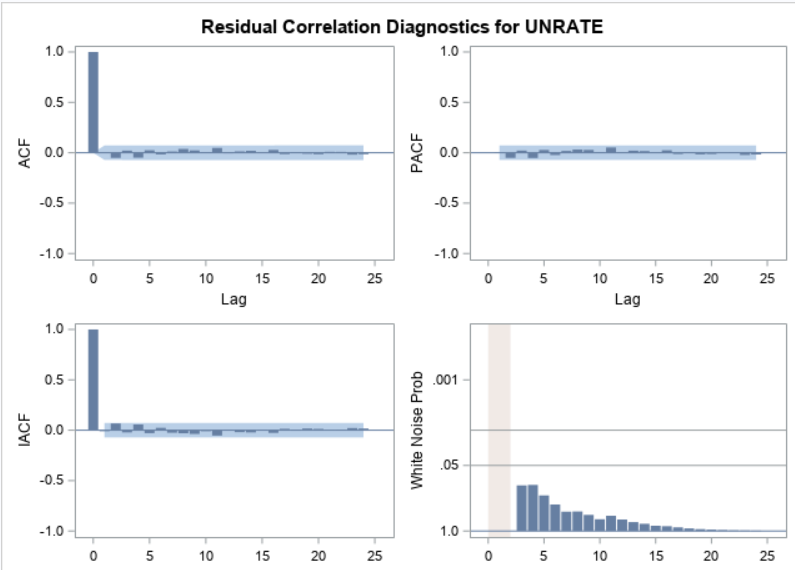 Residual Correlation Diagnostics for UNRATE
1.0
0.5
0.0
-0.5
-1.0
ACF
0 5 10 15 20 25
Lag
1.0
0.5
0.0
-0.5
-1.0
PACF
0 5 10 15 20 25
Lag
1.0
0.5
0.0
-0.5
-1.0
IACF
0 5 10 15 20 25
.001
.05
1.0
White Noise Prob
0 5 10 15 20 25